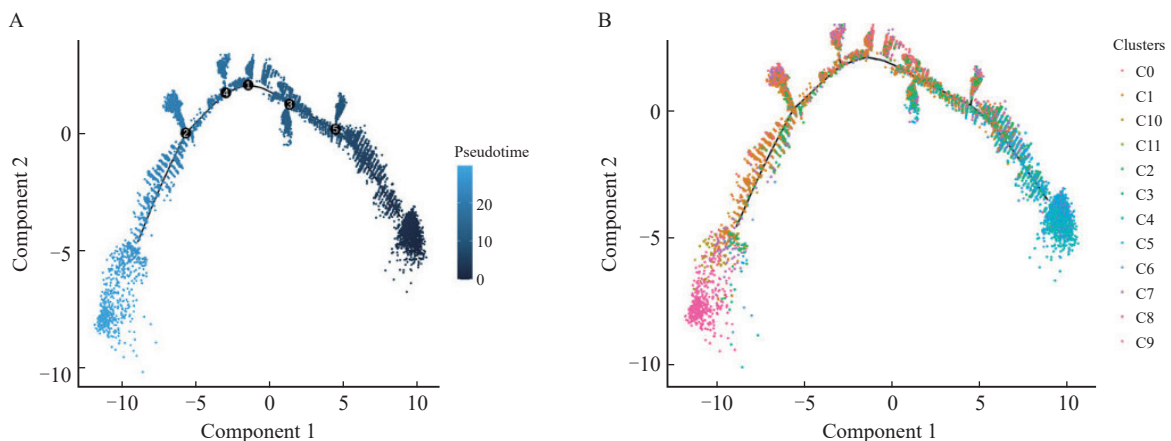 A
0
−5
−10
Component 2
−10
−5
0
5
10
Component 1
1
2
3
4
5
Pseudotime
20
10
0
B
0
−5
−10
Component 2
−10
−5
0
5
10
Component 1
Clusters
C0
C1
C10
C11
C2
C3
C4
C5
C6
C7
C8
C9